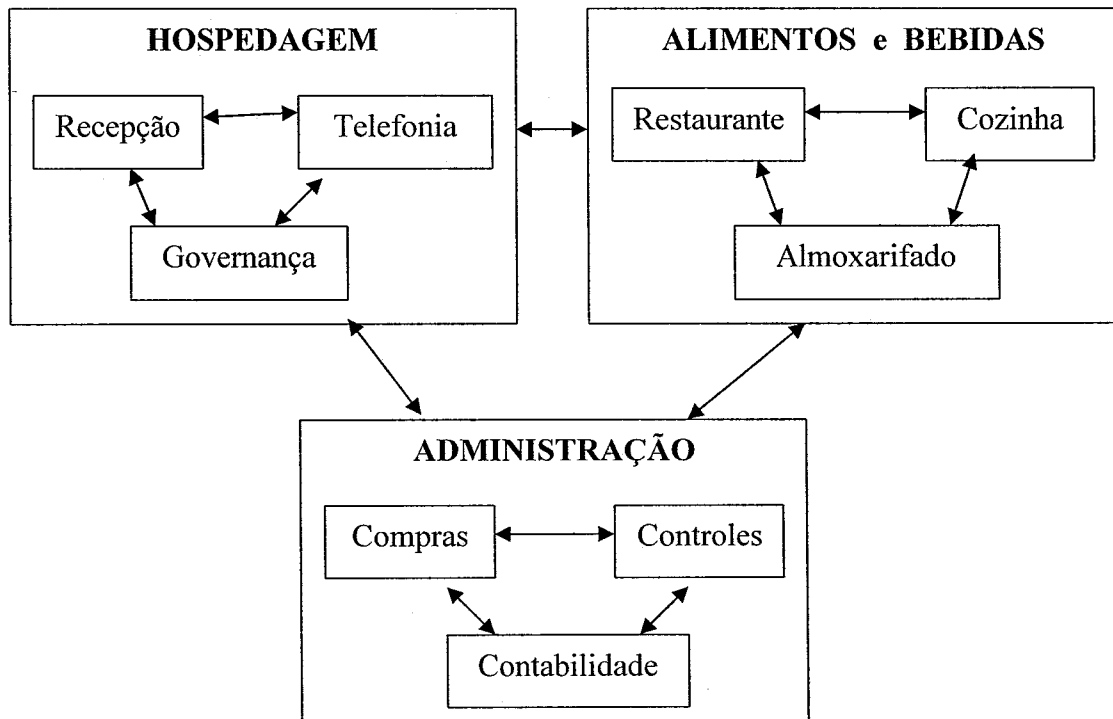 HOSPEDAGEM
Recepção
Telefonia
Governança
ALIMENTOS e BEBIDAS
Restaurante
Cozinha
Almoxarifado
ADMINISTRAÇÃO
Compras
Controles
Contabilidade